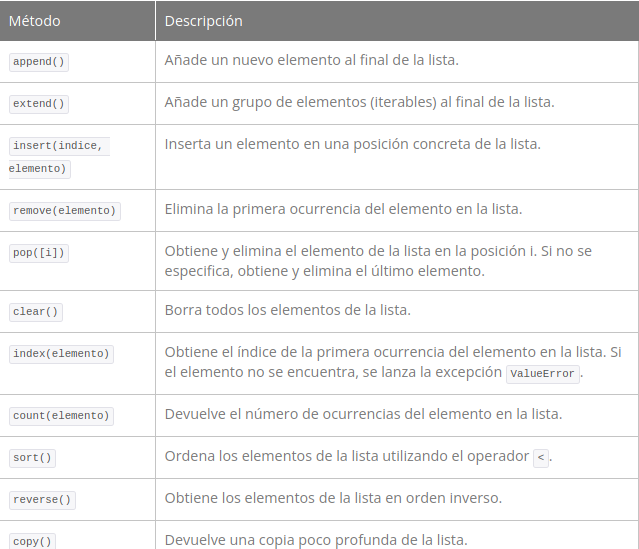 Método Descripción
append() Añade un nuevo elemento al final de la lista.
extend() Añade un grupo de elementos (iterables) al final de la lista.
insert(indice, Inserta un elemento en una posición concreta de la lista.
elemento)
remove(elemento) Elimina la primera ocurrencia del elemento en la lista.
pop([i]) Obtiene y elimina el elemento de la lista en la posición i. Si no se
especifica, obtiene y elimina el último elemento.
clear() Borra todos los elementos de la lista.
index(elemento) Obtiene el índice de la primera ocurrencia del elemento en la lista. Si
el elemento no se encuentra, se lanza la excepción ValueError.
count(elemento) Devuelve el número de ocurrencias del elemento en la lista.
sort() Ordena los elementos de la lista utilizando el operador <.
reverse() Obtiene los elementos de la lista en orden inverso.
copy() Devuelve una copia poco profunda de la lista.